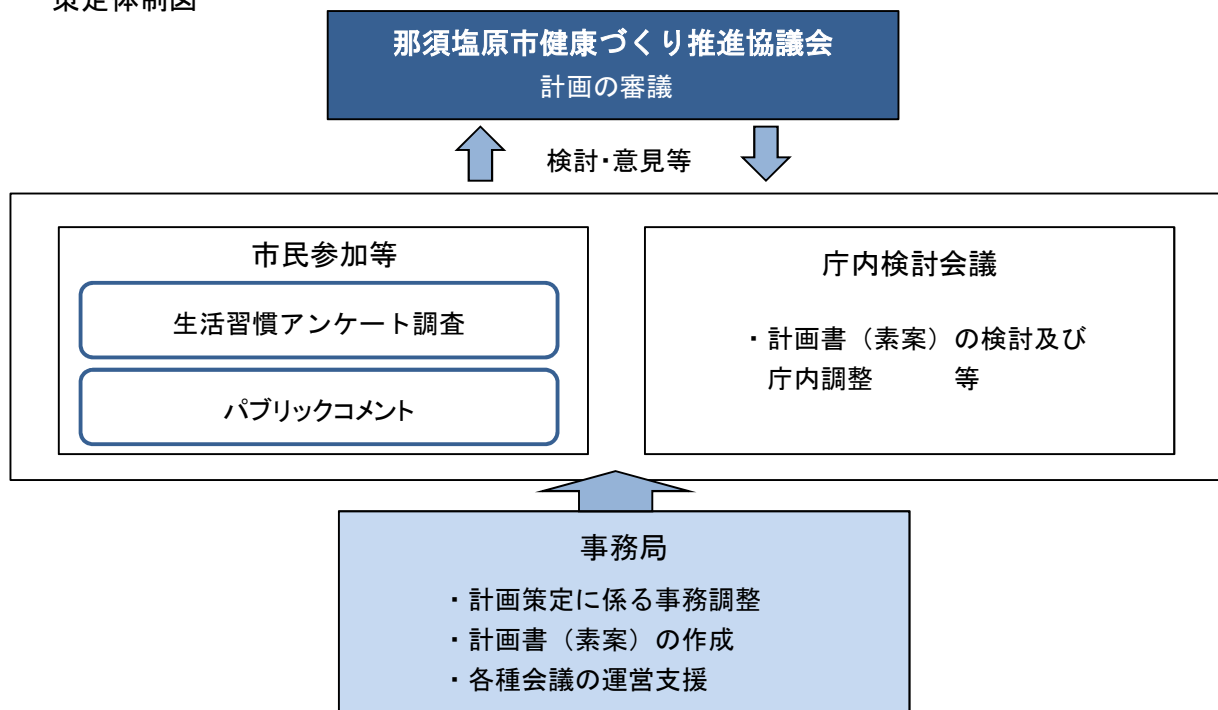 策定体制図
那須塩原市健康づくり推進協議会
計画の審議
検討・意見等
市民参加等
生活習慣アンケート調査
パブリックコメント
庁内検討会議
・計画書（素案）の検討及び
庁内調整　　　等
事務局
・計画策定に係る事務調整
・計画書（素案）の作成
・各種会議の運営支援